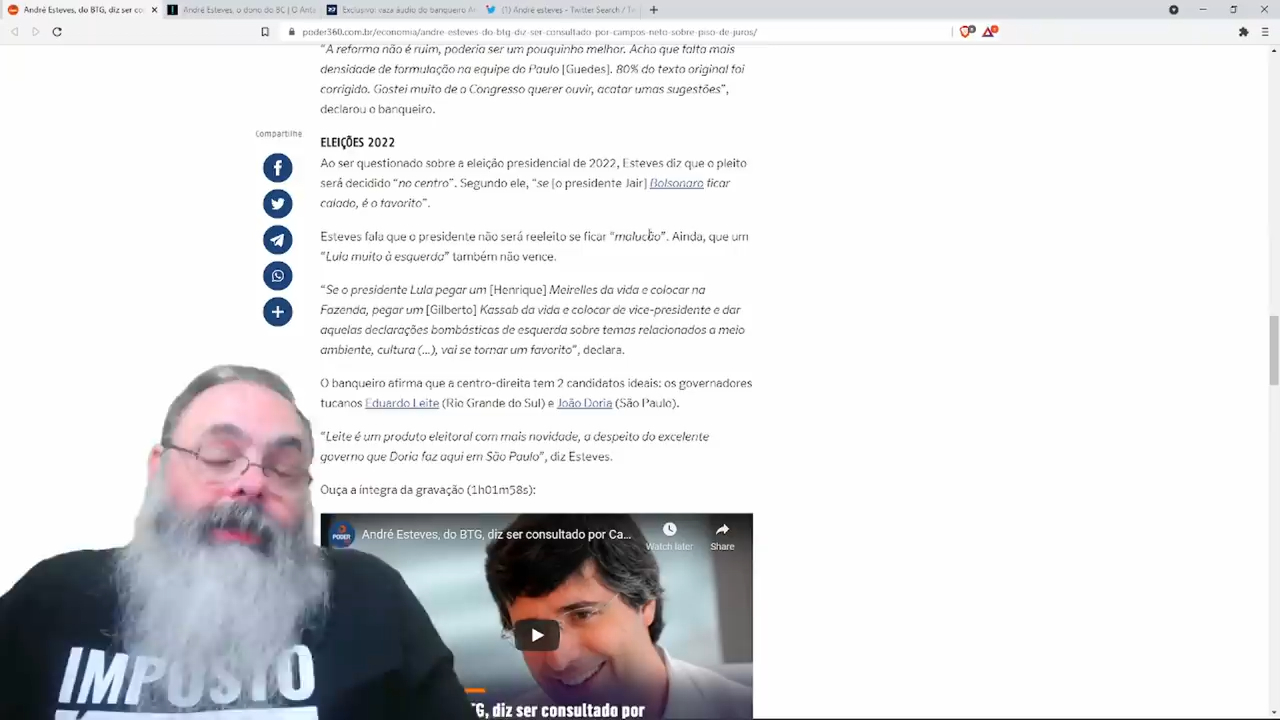 André Esteves, do BTG, diz ser co
André Esteves, o dono do BC | O Anta
Exclusivo: vaza áudo do banqueiro An
(1) André esteves - Twitter Search / Tw
poder360.com.br/economia/andre-esteves-do-btg-diz-ser-consultado-por-campos-neto-sobre-piso-de-juros/
“A reforma não é ruim, poderia ser um pouquinho melhor. Acho que falta mais
densidade de formulação na equipe do Paulo [Guedes]. 80% do texto original foi
corrigido. Gostei muito de o Congresso querer ouvir, acatar umas sugestões”,
declarou o banqueiro.
Compartilhe
ELEIÇÕES 2022
Ao ser questionado sobre a eleição presidencial de 2022, Esteves diz que o pleito
será decidido “no centro”. Segundo ele, “se [o presidente Jair] Bolsonaro ficar
calado, é o favorito”.
Esteves fala que o presidente não será reeleito se ficar “malucão”. Ainda, que um
“Lula muito à esquerda” também não vence.
“Se o presidente Lula pegar um [Henrique] Meirelles da vida e colocar na
Fazenda, pegar um [Gilberto] Kassab da vida e colocar de vice-presidente e dar
aquelas declarações bombásticas de esquerda sobre temas relacionados a meio
ambiente, cultura (...), vai se tornar um favorito”, declara.
O banqueiro afirma que a centro-direita tem 2 candidatos ideais: os governadores
tucanos Eduardo Leite (Rio Grande do Sul) e João Doria (São Paulo).
“Leite é um produto eleitoral com mais novidade, a despeito do excelente
governo que Doria faz aqui em São Paulo”, diz Esteves.
Ouça a íntegra da gravação (1h01m58s):
PODER
André Esteves, do BTG, diz ser consultado por Ca...
Watch later
Share
TG, diz ser consultado por
IMPOSTO